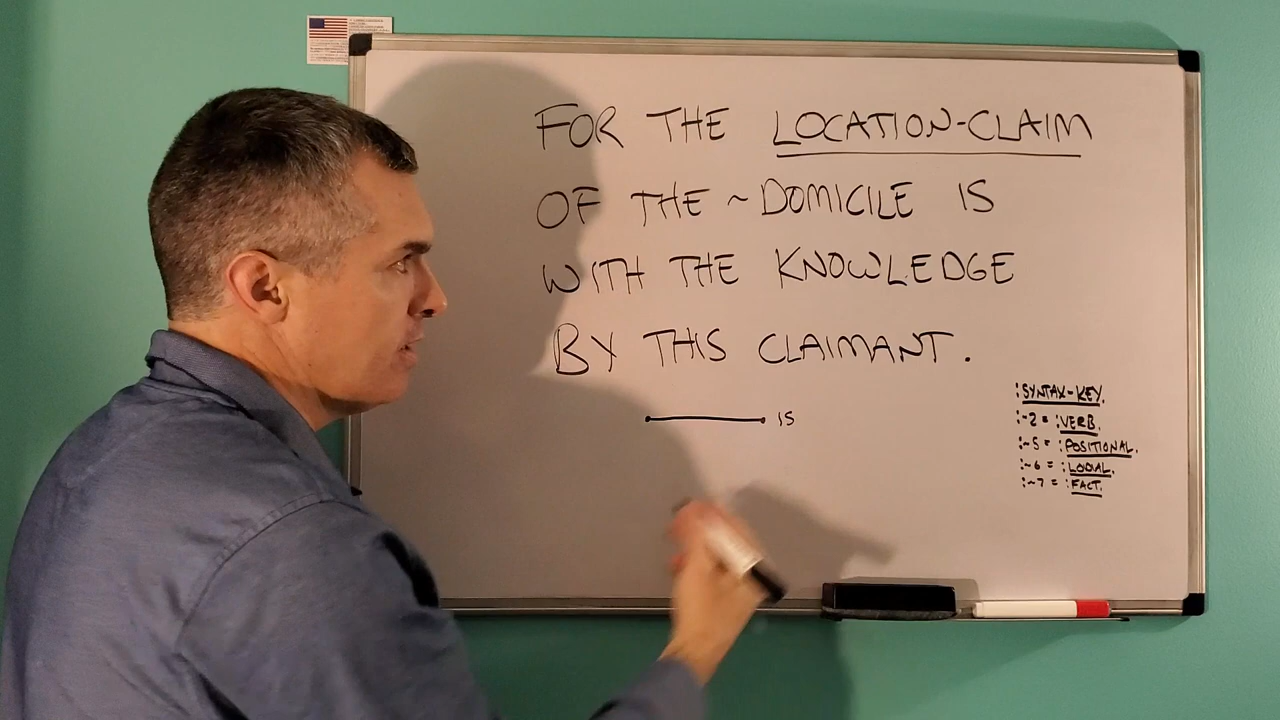 FOR THE LOCATION-CLAIM
OF THE ~DOMICILE IS
WITH THE KNOWLEDGE
BY THIS CLAIMANT.
IS
:SYNTAX-KEY.
:~2 = :VERB.
:~5 = :POSITIONAL.
:~6 = :LODIAL.
:~7 = :FACT.